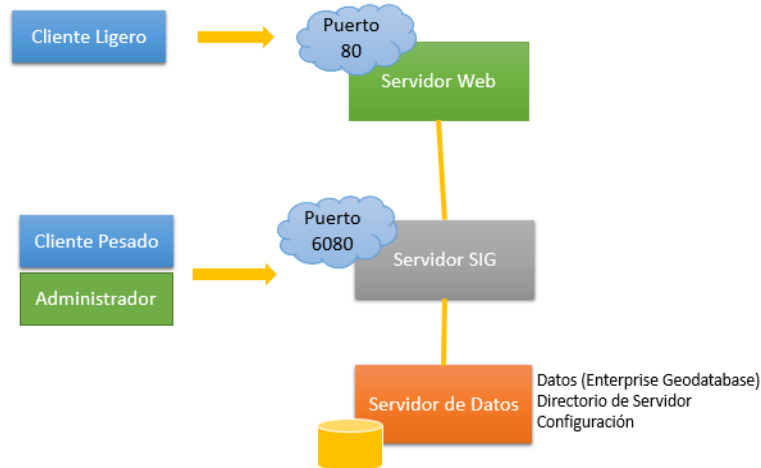 Cliente Ligero
Puerto
80
Servidor Web
Puerto
6080
Cliente Pesado
Servidor SIG
Administrador
Servidor de Datos
Datos (Enterprise Geodatabase)
Directorio de Servidor
Configuración